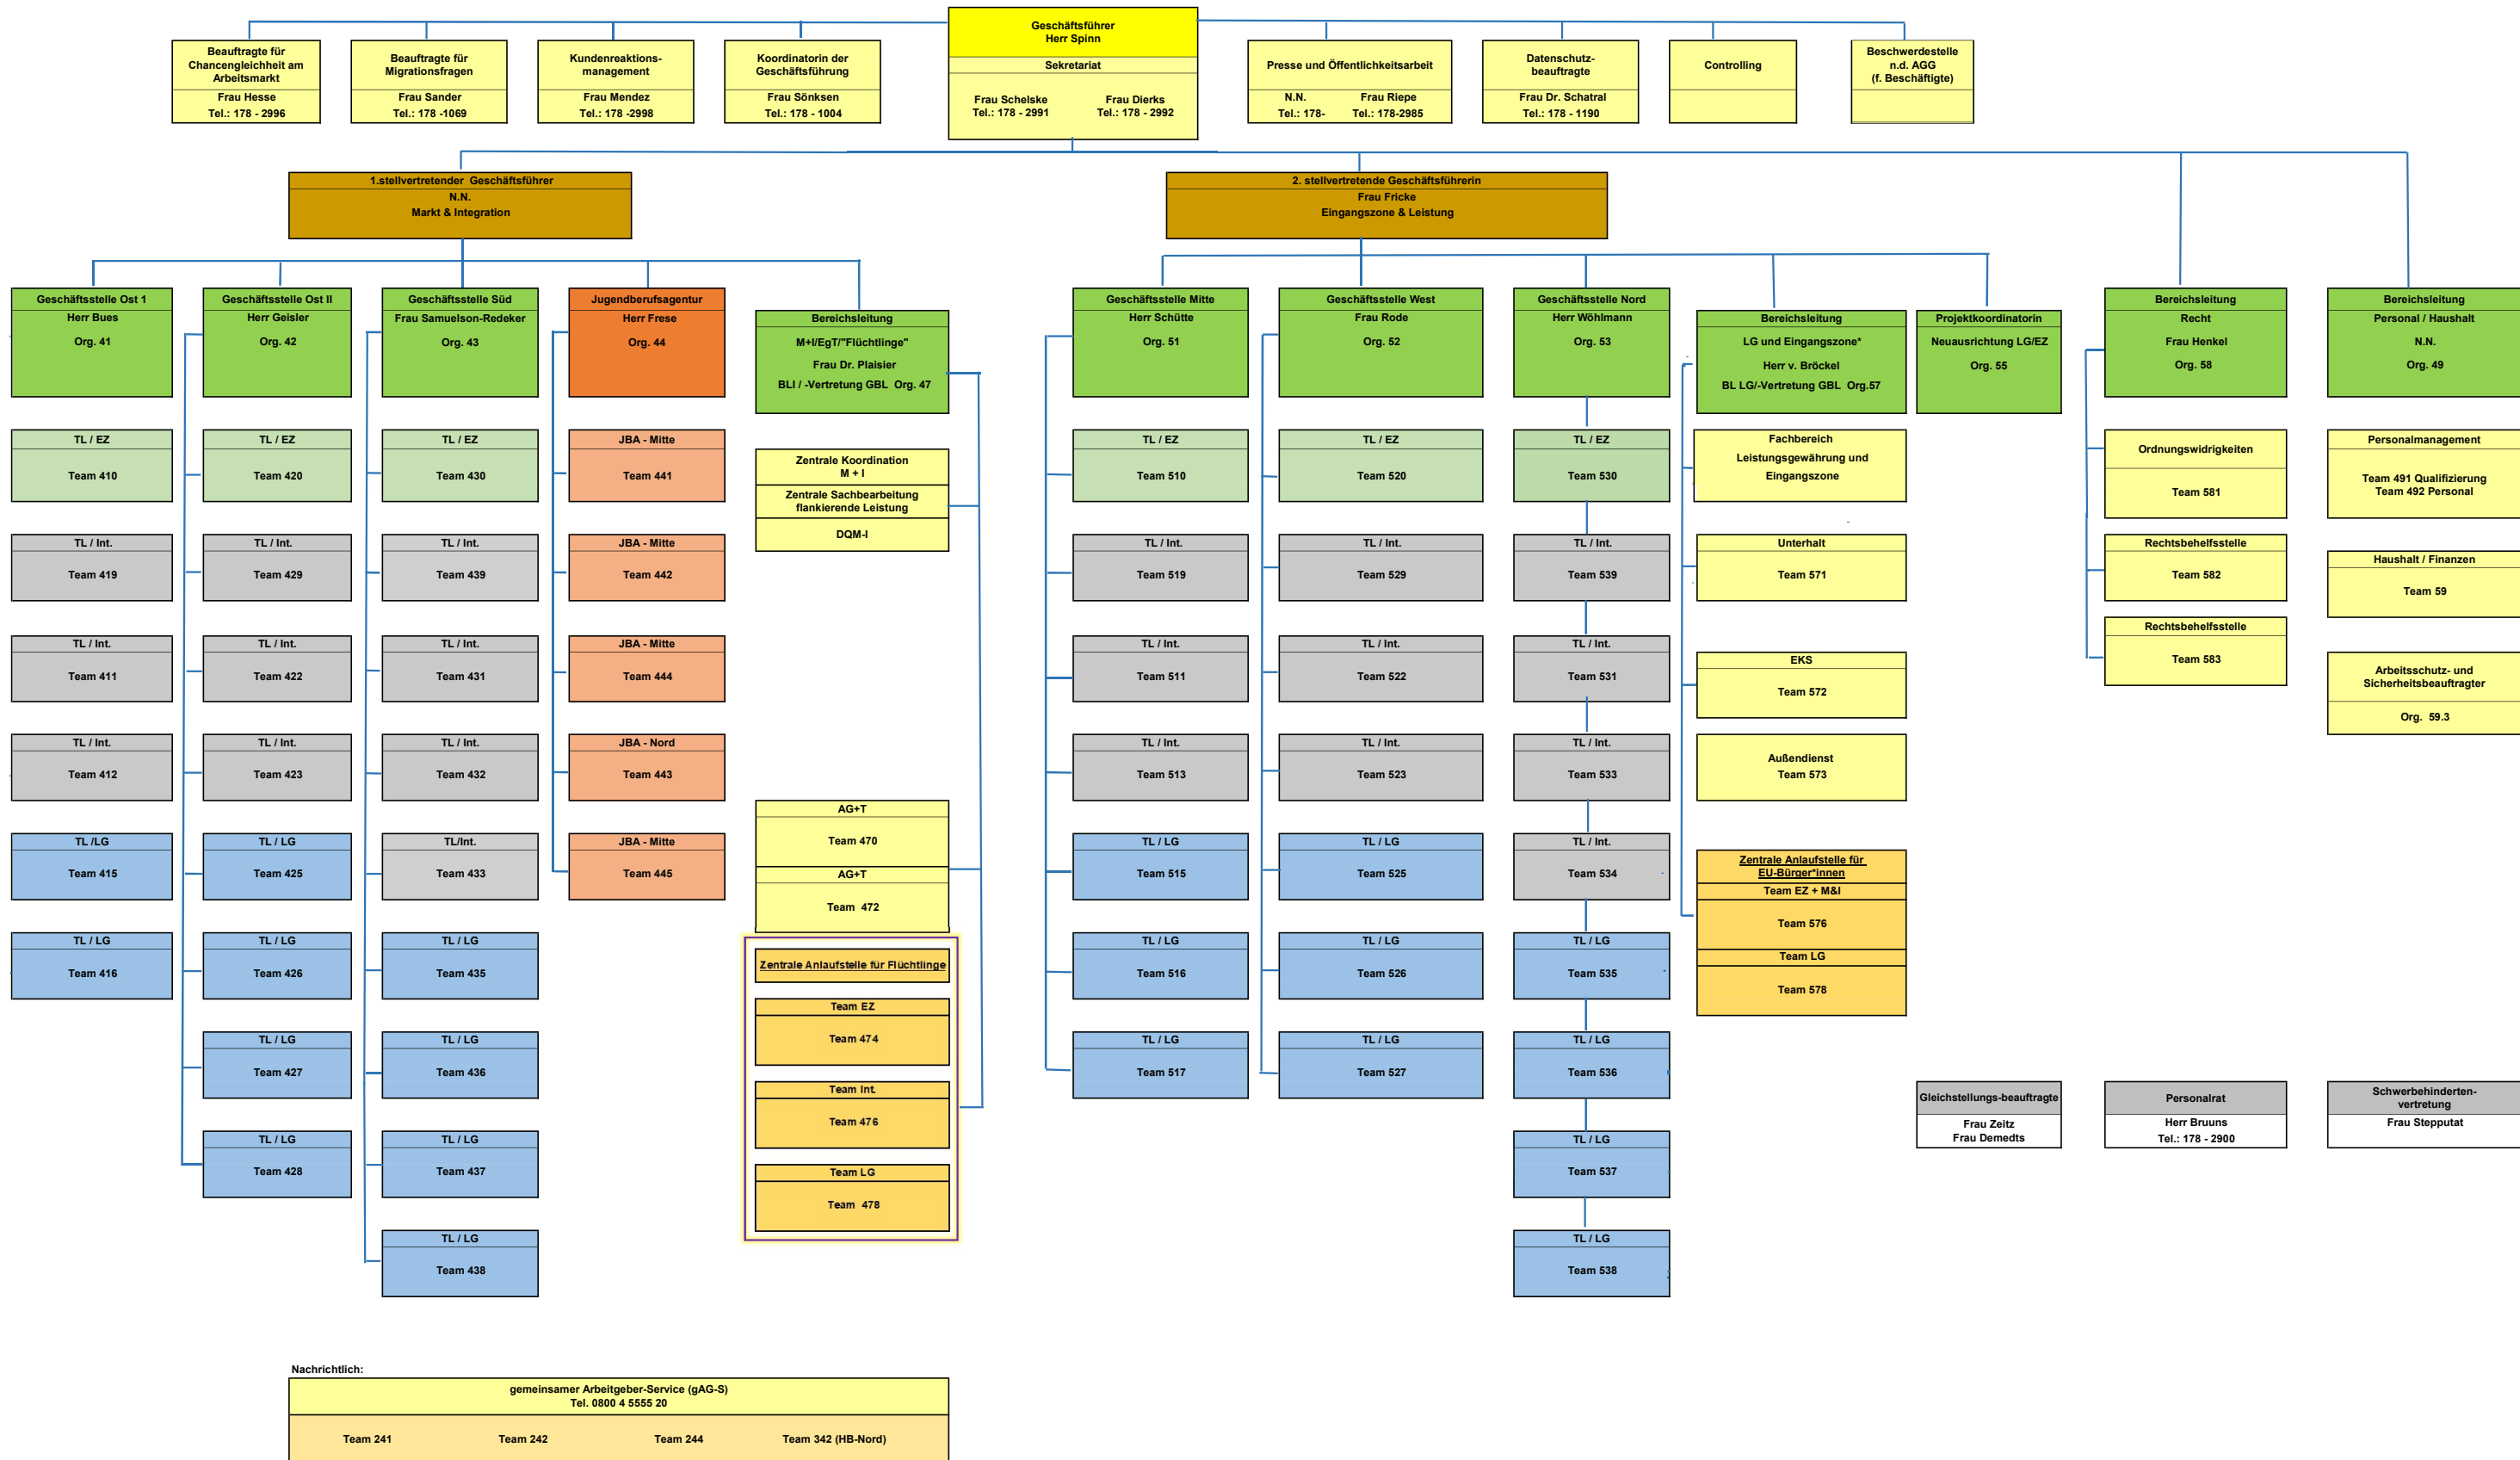 Geschäftsführer
Herr Spinn
Sekretariat
Frau Schelske
Tel.: 178 - 2991
Frau Dierks
Tel.: 178 - 2992
Beauftragte für
Chancengleichheit am
Arbeitsmarkt
Frau Hesse
Tel.: 178 - 2996
Beauftragte für
Migrationsfragen
Frau Sander
Tel.: 178 -1069
Kundenreaktions-
management
Frau Mendez
Tel.: 178 -2998
Koordinatorin der
Geschäftsführung
Frau Sönksen
Tel.: 178 - 1004
Presse und Öffentlichkeitsarbeit
N.N.
Tel.: 178-
Frau Riepe
Tel.: 178-2985
Datenschutz-
beauftragte
Frau Dr. Schatral
Tel.: 178 - 1190
Controlling
Beschwerdestelle
n.d. AGG
(f. Beschäftigte)
1.stellvertretender Geschäftsführer
N.N.
Markt & Integration
2. stellvertretende Geschäftsführerin
Frau Fricke
Eingangszone & Leistung
Geschäftsstelle Ost 1
Herr Bues
Org. 41
TL / EZ
Team 410
TL / Int.
Team 419
TL / Int.
Team 411
TL / Int.
Team 412
TL /LG
Team 415
TL / LG
Team 416
Geschäftsstelle Ost II
Herr Geisler
Org. 42
TL / EZ
Team 420
TL / Int.
Team 429
TL / Int.
Team 422
TL / Int.
Team 423
TL / LG
Team 425
TL / LG
Team 426
TL / LG
Team 427
TL / LG
Team 428
Geschäftsstelle Süd
Frau Samuelson-Redeker
Org. 43
TL / EZ
Team 430
TL / Int.
Team 439
TL / Int.
Team 431
TL / Int.
Team 432
TL/Int.
Team 433
TL / LG
Team 435
TL / LG
Team 436
TL / LG
Team 437
TL / LG
Team 438
Jugendberufsagentur
Herr Frese
Org. 44
JBA - Mitte
Team 441
JBA - Mitte
Team 442
JBA - Mitte
Team 444
JBA - Nord
Team 443
JBA - Mitte
Team 445
Bereichsleitung
M+I/EgT/"Flüchtlinge"
Frau Dr. Plaisier
BLI / -Vertretung GBL Org. 47
Zentrale Koordination
M + I
Zentrale Sachbearbeitung
flankierende Leistung
DQM-I
AG+T
Team 470
AG+T
Team 472
Zentrale Anlaufstelle für Flüchtlinge
Team EZ
Team 474
Team Int.
Team 476
Team LG
Team 478
Geschäftsstelle Mitte
Herr Schütte
Org. 51
TL / EZ
Team 510
TL / Int.
Team 519
TL / Int.
Team 511
TL / Int.
Team 513
TL / LG
Team 515
TL / LG
Team 516
TL / LG
Team 517
Geschäftsstelle West
Frau Rode
Org. 52
TL / EZ
Team 520
TL / Int.
Team 529
TL / Int.
Team 522
TL / Int.
Team 523
TL / LG
Team 525
TL / LG
Team 526
TL / LG
Team 527
Geschäftsstelle Nord
Herr Wöhlmann
Org. 53
TL / EZ
Team 530
TL / Int.
Team 539
TL / Int.
Team 531
TL / Int.
Team 533
TL / Int.
Team 534
TL / LG
Team 535
TL / LG
Team 536
TL / LG
Team 537
TL / LG
Team 538
Bereichsleitung
LG und Eingangszone*
Herr v. Bröckel
BL LG/-Vertretung GBL Org.57
Fachbereich
Leistungsgewährung und
Eingangszone
Unterhalt
Team 571
EKS
Team 572
Außendienst
Team 573
Zentrale Anlaufstelle für
EU-Bürger*innen
Team EZ + M&I
Team 576
Team LG
Team 578
Projektkoordinatorin
Neuausrichtung LG/EZ
Org. 55
Bereichsleitung
Recht
Frau Henkel
Org. 58
Ordnungswidrigkeiten
Team 581
Rechtsbehelfsstelle
Team 582
Rechtsbehelfsstelle
Team 583
Bereichsleitung
Personal / Haushalt
N.N.
Org. 49
Personalmanagement
Team 491 Qualifizierung
Team 492 Personal
Haushalt / Finanzen
Team 59
Arbeitsschutz- und
Sicherheitsbeauftragter
Org. 59.3
Gleichstellungs-beauftragte
Frau Zeitz
Frau Demedts
Personalrat
Herr Bruuns
Tel.: 178 - 2900
Schwerbehinderten-
vertretung
Frau Stepputat
Nachrichtlich:
gemeinsamer Arbeitgeber-Service (gAG-S)
Tel. 0800 4 5555 20
Team 241 Team 242 Team 244 Team 342 (HB-Nord)